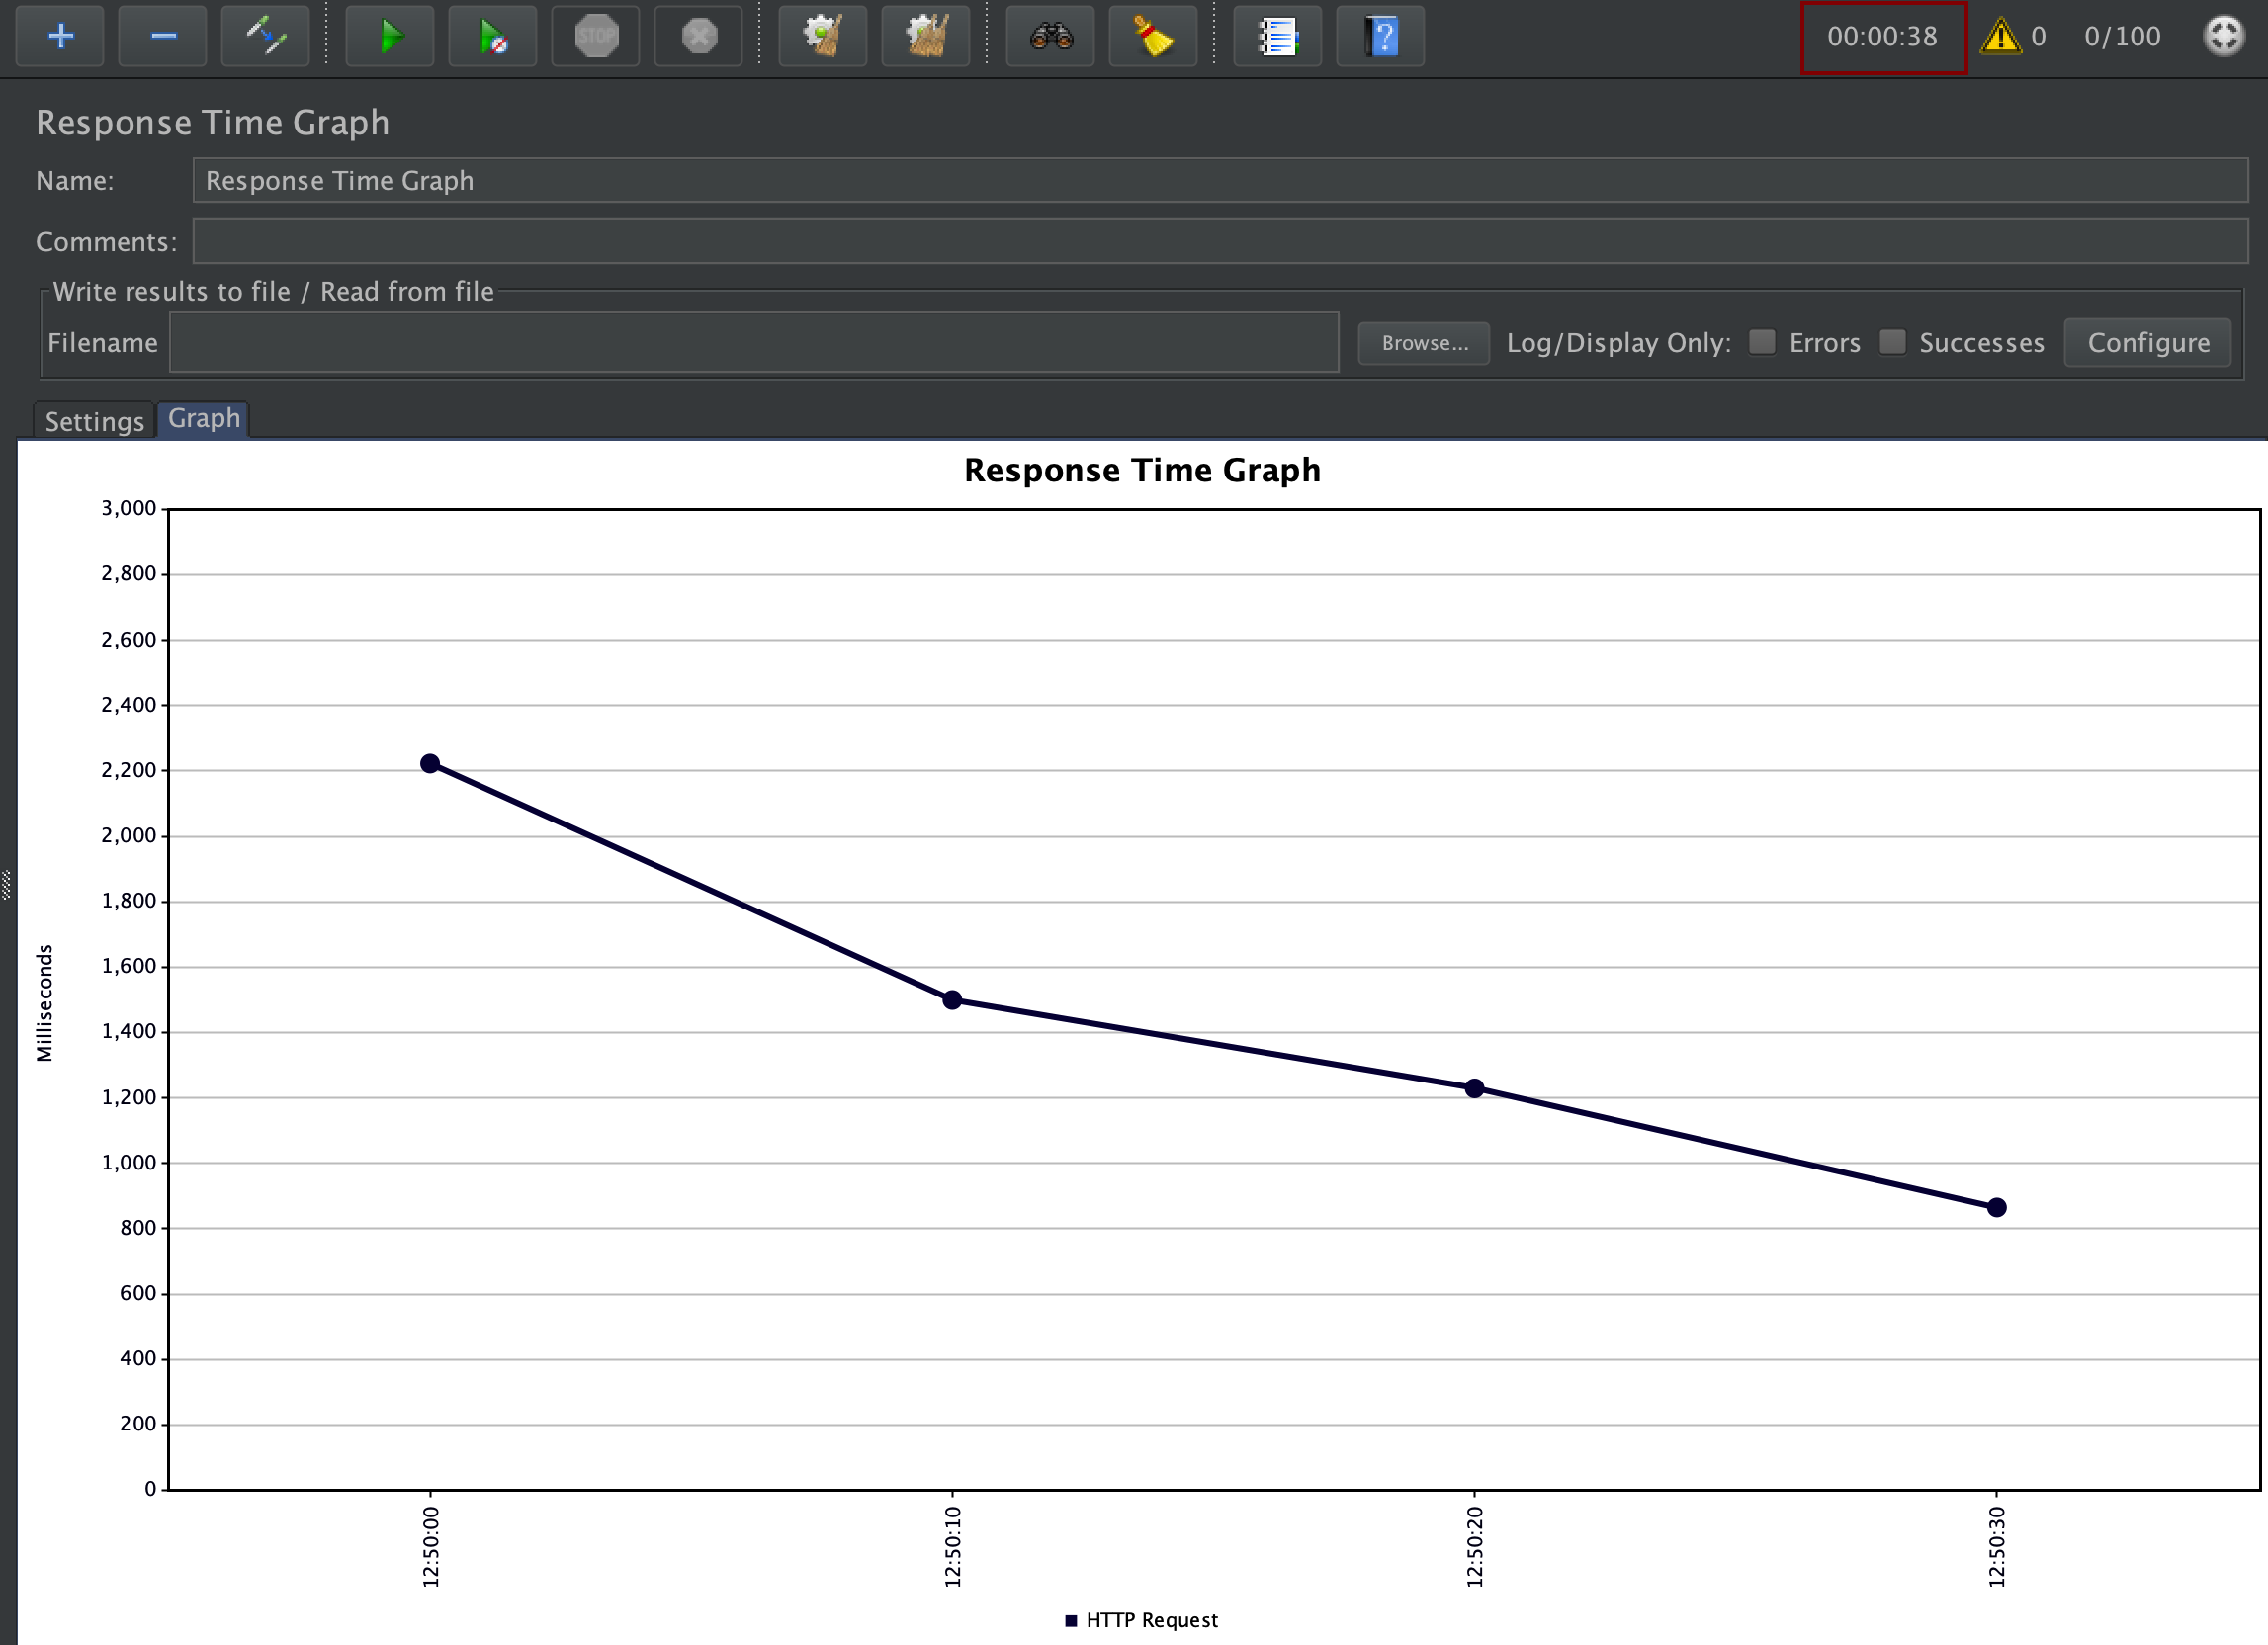 STOP
00:00:38 0 0/100
Response Time Graph
Name: Response Time Graph
Comments:
Write results to file / Read from file
Filename Browse... Log/Display Only: Errors Successes Configure
Settings Graph
Response Time Graph
3,000
2,800
2,600
2,400
2,200
2,000
1,800
1,600
1,400
1,200
1,000
800
600
400
200
0
Milliseconds
12:50:00 12:50:10 12:50:20 12:50:30
HTTP Request